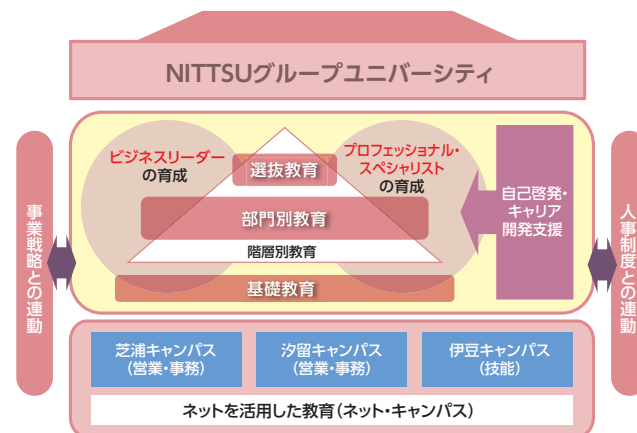 NITTSUグループユニバーシティ
ビジネスリーダー
の育成
プロフェッショナル・
スペシャリスト
の育成
選抜教育
部門別教育
階層別教育
基礎教育
自己啓発・
キャリア
開発支援
事業戦略との連動
人事制度との連動
芝浦キャンパス
(営業・事務)
汐留キャンパス
(営業・事務)
伊豆キャンパス
(技能)
ネットを活用した教育(ネット・キャンパス)